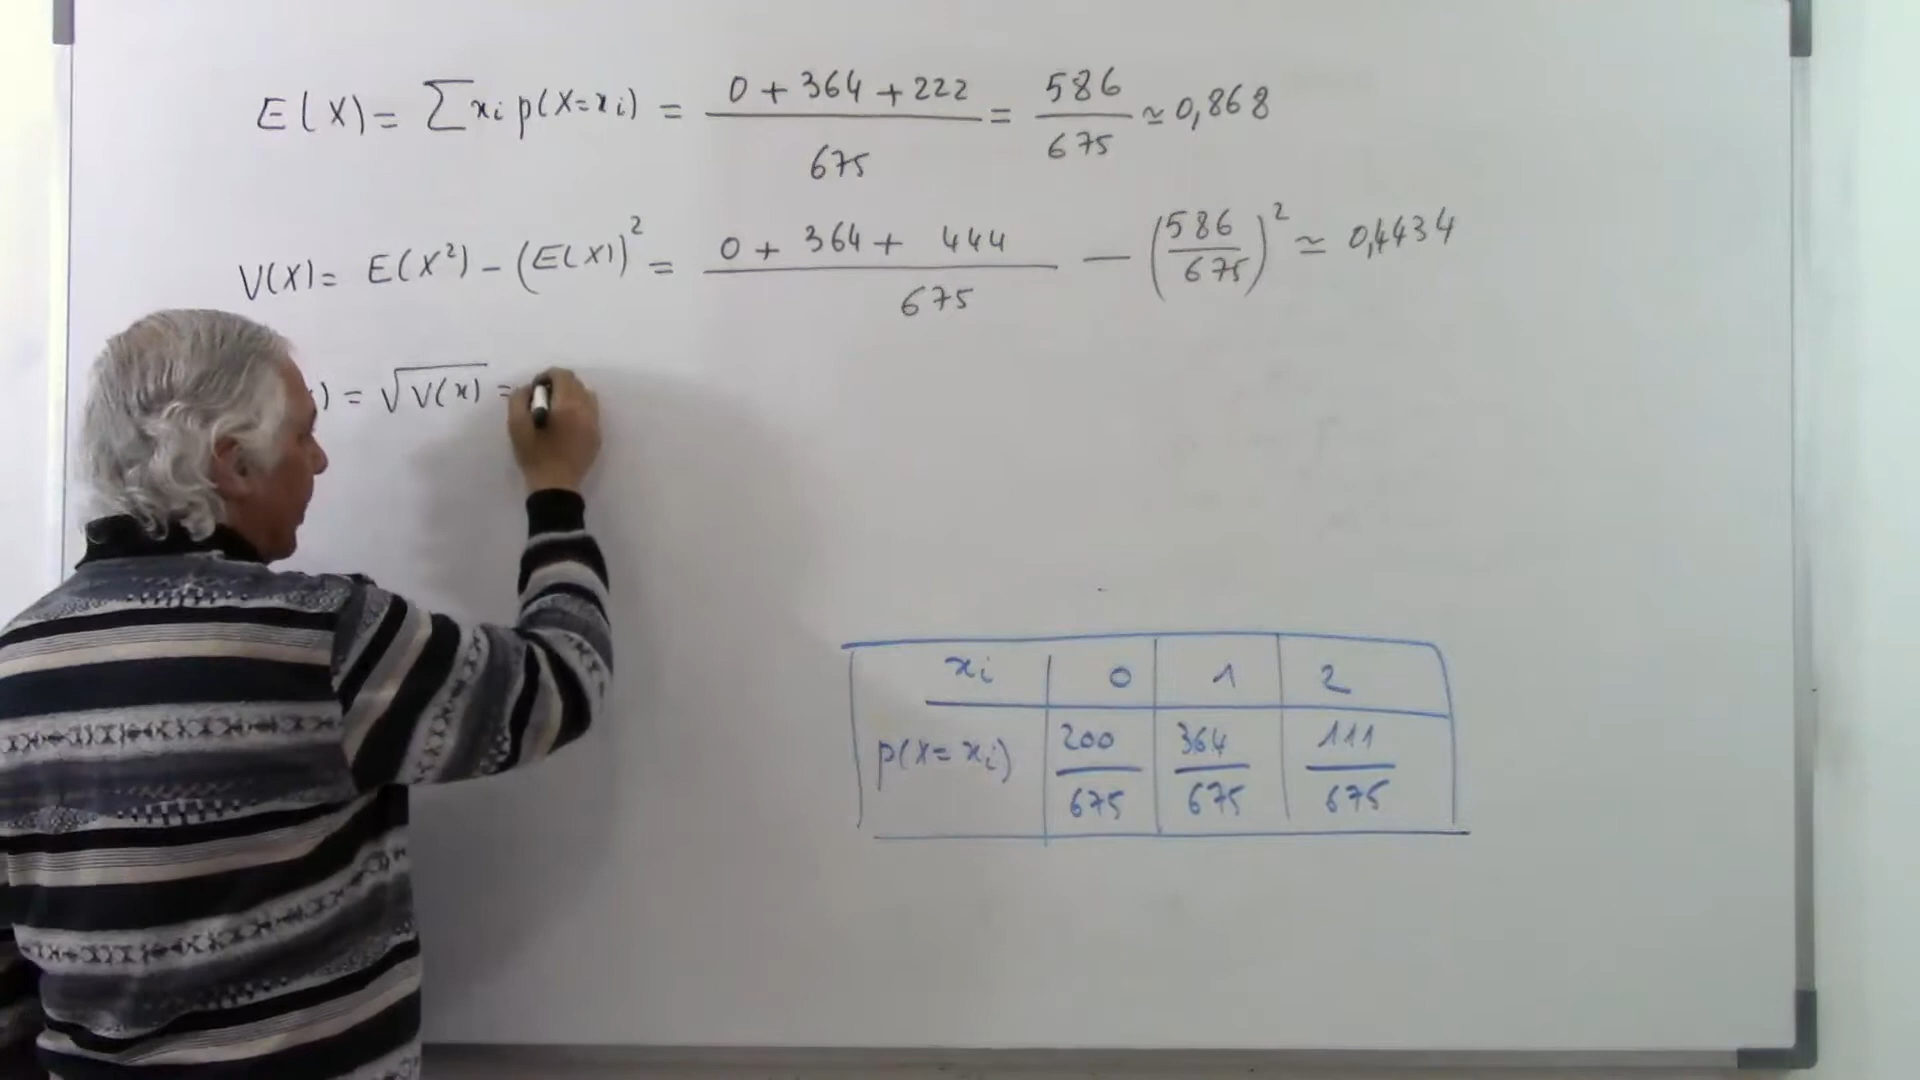 E(X) = ∑ xi p(X=xi) = (0 + 364 + 222)/675 = 586/675 ≃ 0,868
V(X) = E(X²) - (E(X))² = (0 + 364 + 444)/675 — (586/675)² ≃ 0,4434
) = √V(x) =
xi 0 1 2
p(X=xi) 200/675 364/675 111/675